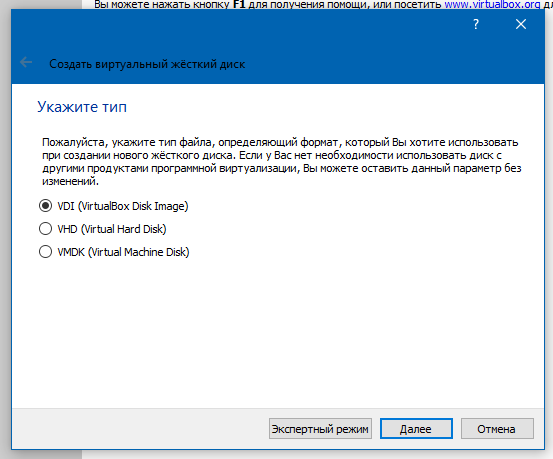 Вы можете нажать кнопку F1 для получения помощи, или посетить www.virtualbox.org
?
Создать виртуальный жёсткий диск
Укажите тип
Пожалуйста, укажите тип файла, определяющий формат, который Вы хотите использовать
при создании нового жёсткого диска. Если у Вас нет необходимости использовать диск с
другими продуктами программной виртуализации, Вы можете оставить данный параметр без
изменений.
VDI (VirtualBox Disk Image)
VHD (Virtual Hard Disk)
VMDK (Virtual Machine Disk)
Экспертный режим Далее Отмена